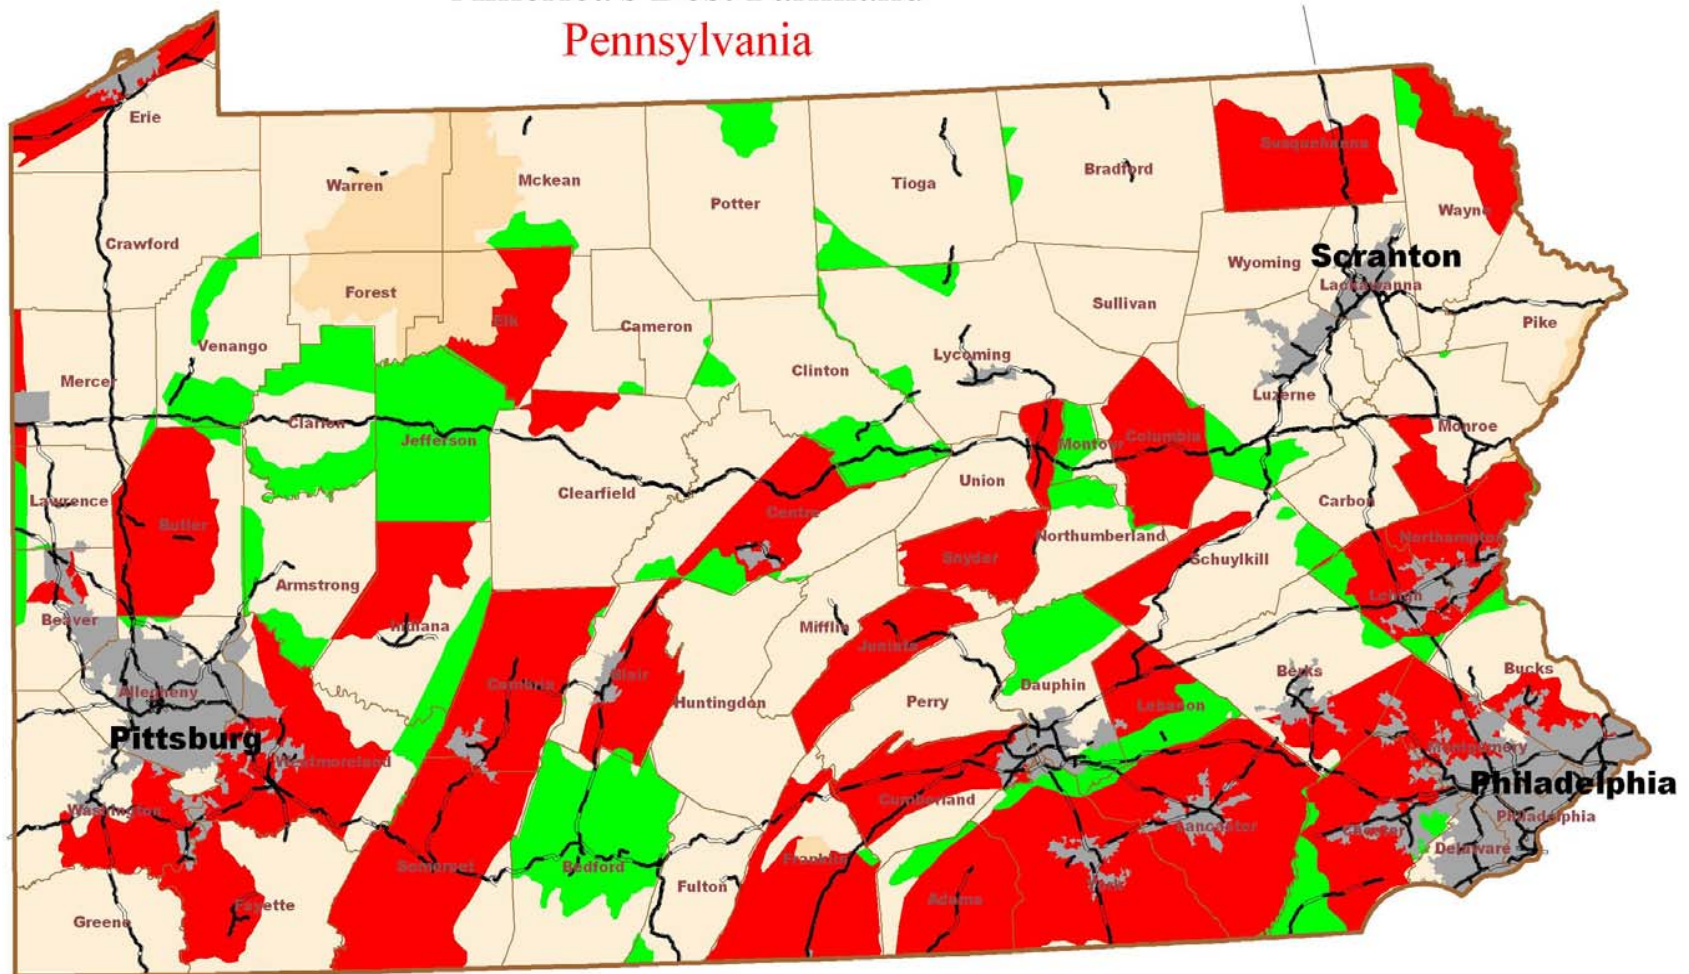 Pennsylvania
Erie
Warren
Mckean
Potter
Tioga
Bradford
Susquehanna
Wayne
Crawford
Forest
Elk
Cameron
Sullivan
Wyoming
Scranton
Lackawanna
Pike
Venango
Mercer
Clinton
Lycoming
Luzerne
Clarion
Jefferson
Montour
Columbia
Monroe
Lawrence
Butler
Clearfield
Centre
Union
Carbon
Northumberland
Northampton
Armstrong
Snyder
Schuylkill
Lehigh
Beaver
Indiana
Mifflin
Juniata
Allegheny
Cambria
Blair
Huntingdon
Perry
Dauphin
Lebanon
Berks
Bucks
Pittsburg
Westmoreland
Montgomery
Philadelphia
Washington
Cumberland
Lancaster
Chester
Philadelphia
Delaware
Somerset
Bedford
Franklin
Fulton
York
Adams
Greene
Fayette